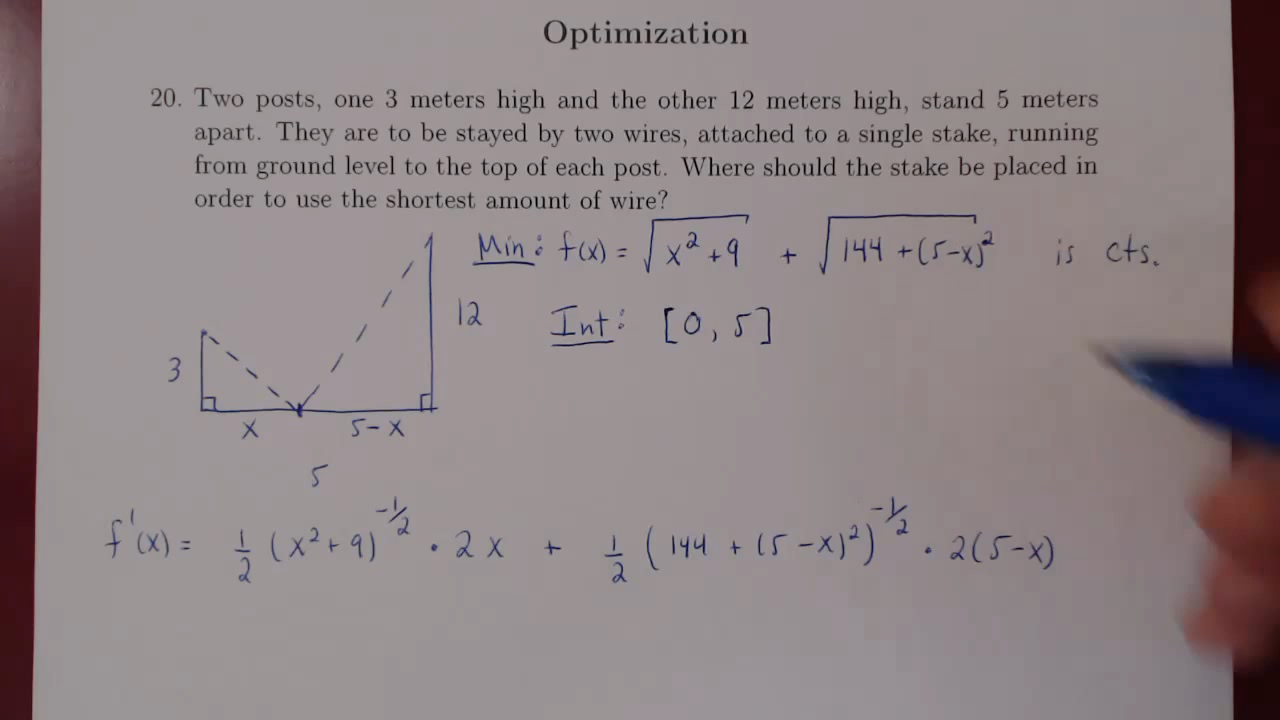 Optimization
20. Two posts, one 3 meters high and the other 12 meters high, stand 5 meters
apart. They are to be stayed by two wires, attached to a single stake, running
from ground level to the top of each post. Where should the stake be placed in
order to use the shortest amount of wire?
Min: f(x) = √(x² + 9) + √(144 + (5-x)²) is cts.
12
Int: [0, 5]
3
x 5-x
5
f'(x) = 1/2 (x² + 9)^(-1/2) · 2x + 1/2 (144 + (5-x)²)^(-1/2) · 2(5-x)